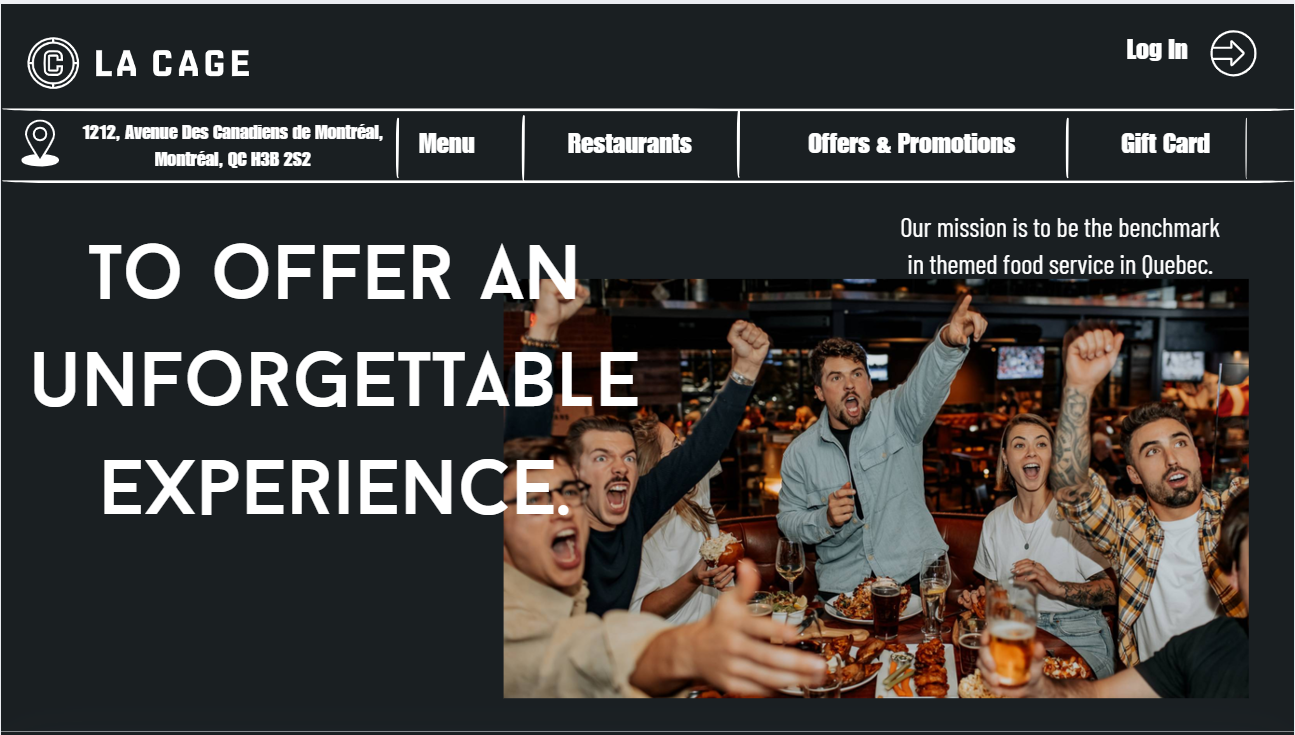 LA CAGE
Log In
1212, Avenue Des Canadiens de Montréal,
Montréal, QC H3B 2S2
Menu
Restaurants
Offers & Promotions
Gift Card
Our mission is to be the benchmark
in themed food service in Quebec.
TO OFFER AN
UNFORGETTABLE
EXPERIENCE.